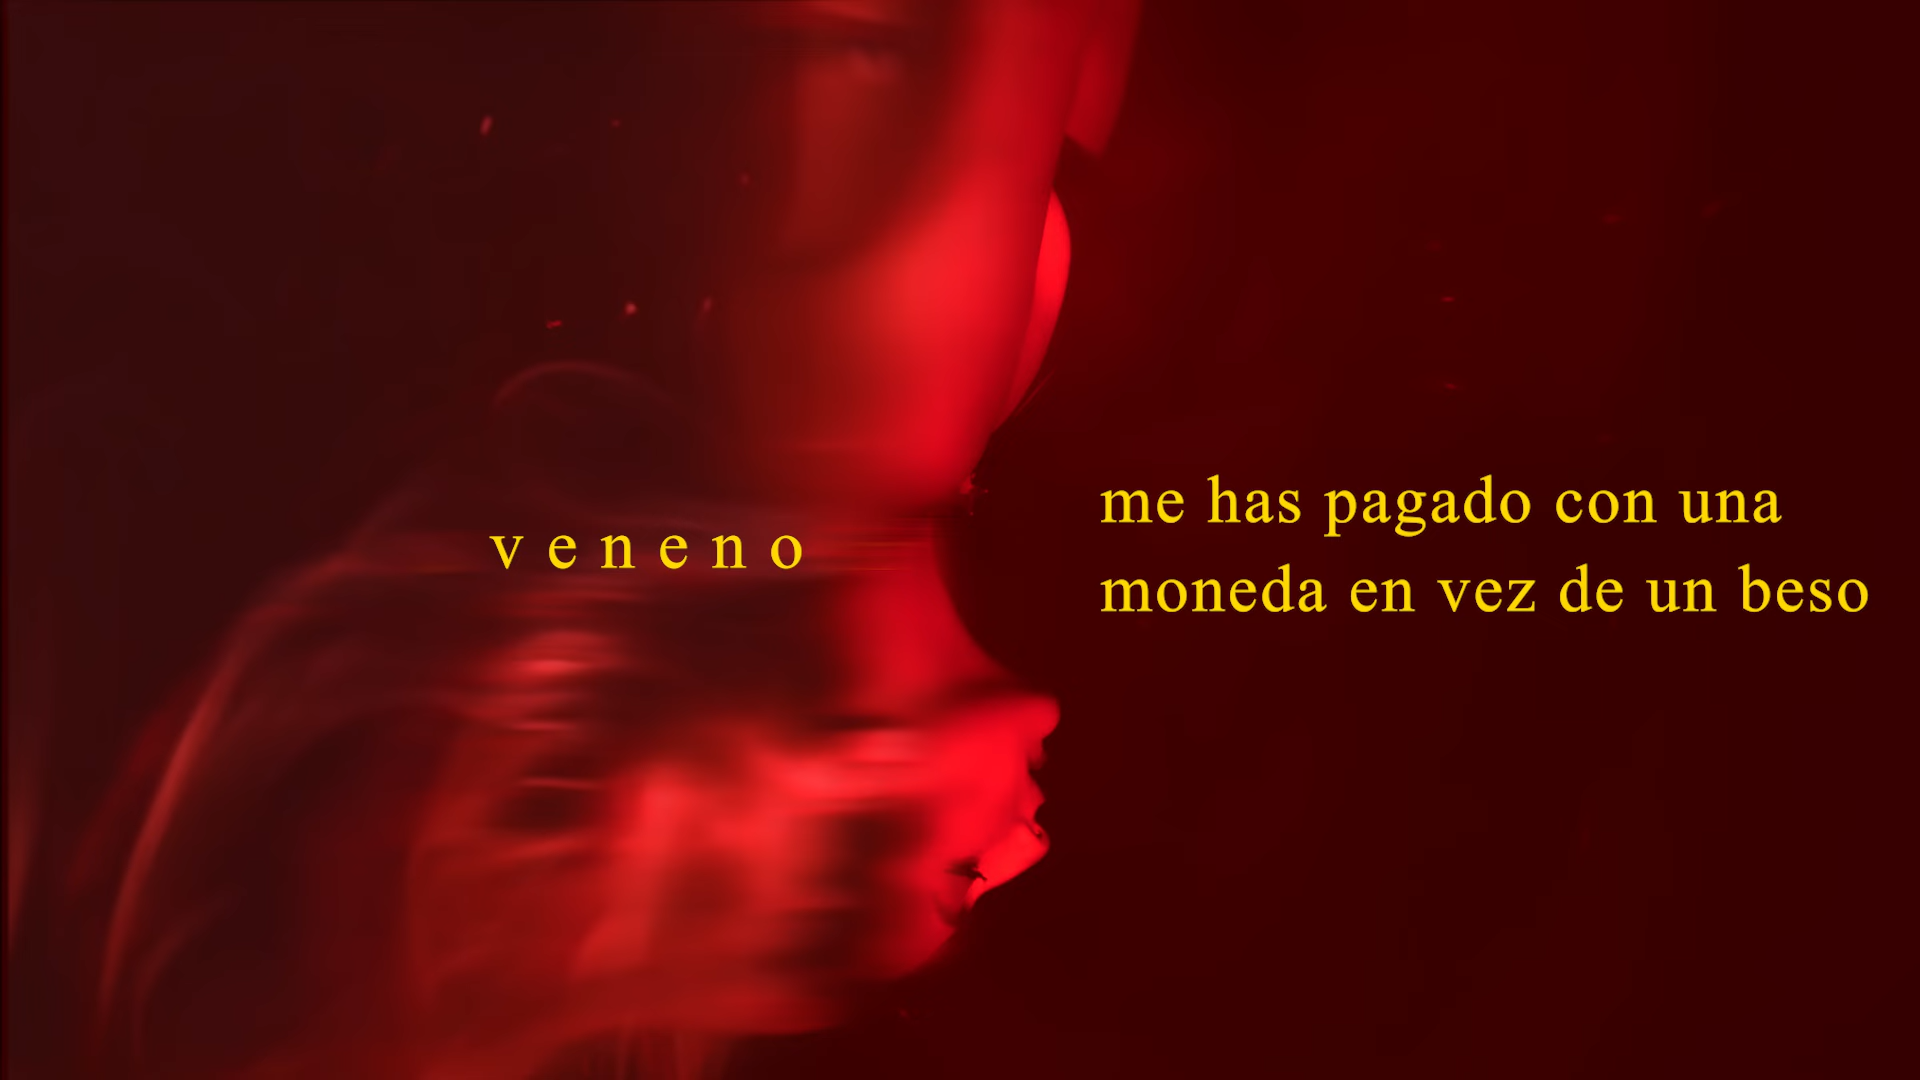 v e n e n o
me has pagado con una
moneda en vez de un beso